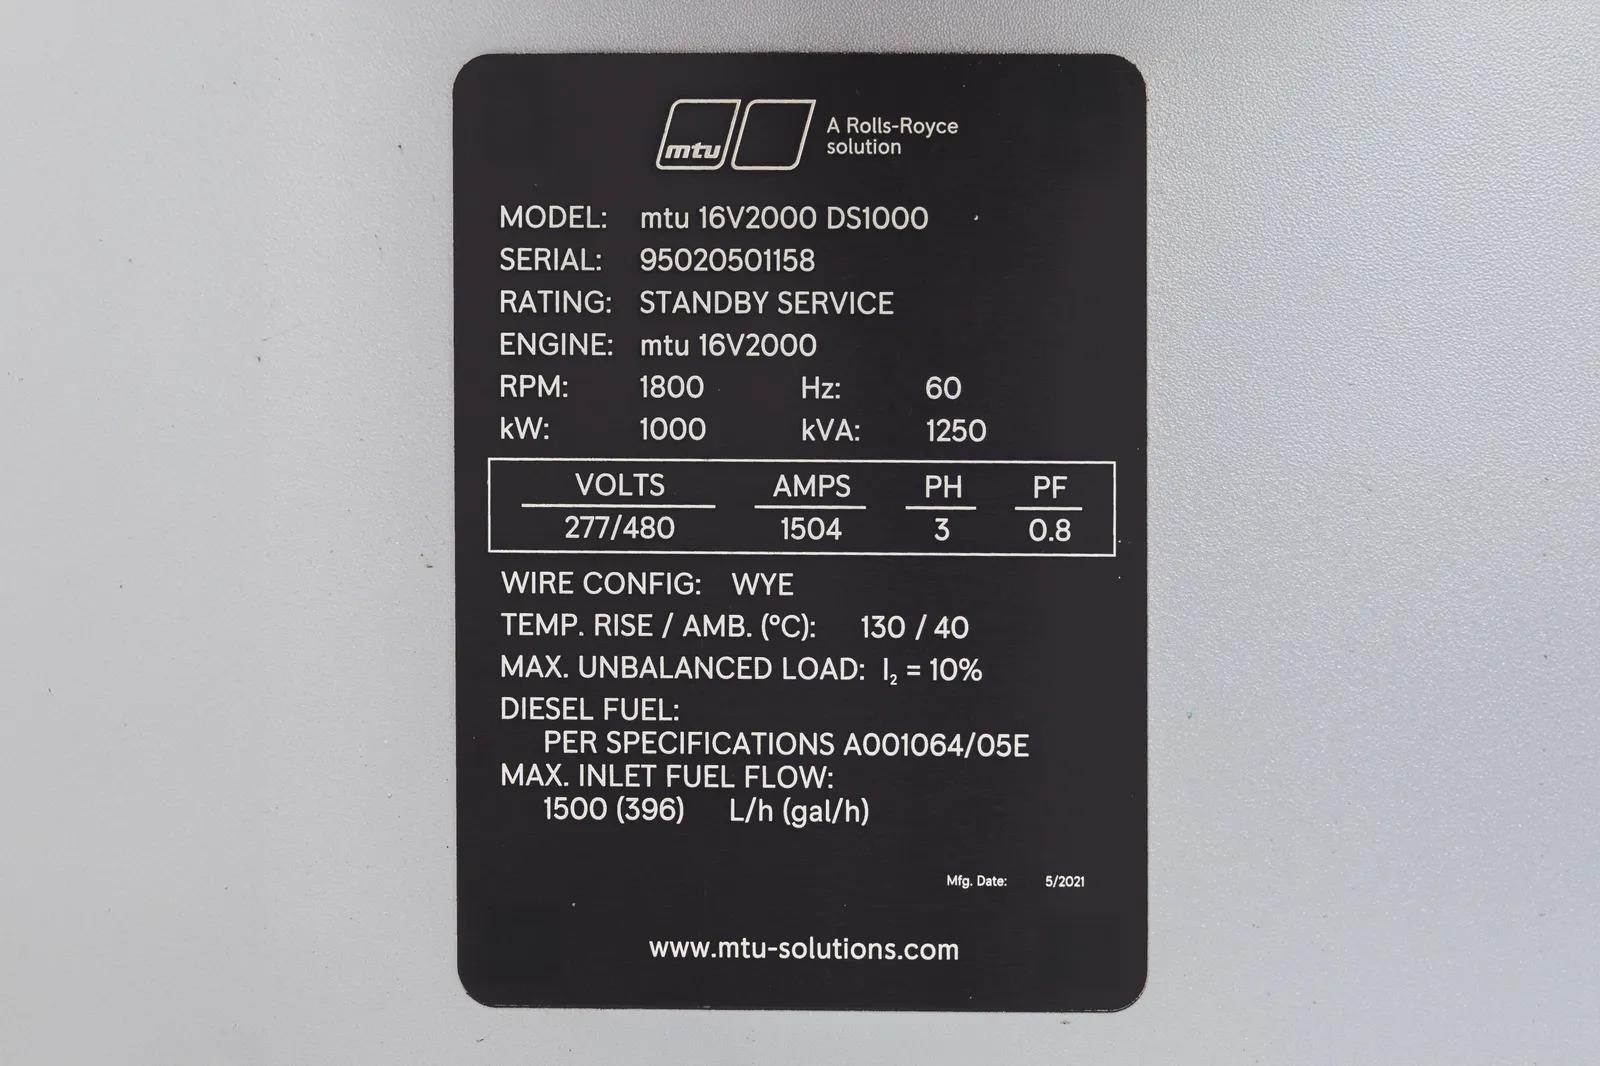 mtu
A Rolls-Royce
solution
MODEL: mtu 16V2000 DS1000
SERIAL: 95020501158
RATING: STANDBY SERVICE
ENGINE: mtu 16V2000
RPM: 1800 Hz: 60
kW: 1000 kVA: 1250
VOLTS AMPS PH PF
277/480 1504 3 0.8
WIRE CONFIG: WYE
TEMP. RISE / AMB. (°C): 130 / 40
MAX. UNBALANCED LOAD: I₂ = 10%
DIESEL FUEL:
PER SPECIFICATIONS A001064/05E
MAX. INLET FUEL FLOW:
1500 (396) L/h (gal/h)
Mfg. Date: 5/2021
www.mtu-solutions.com